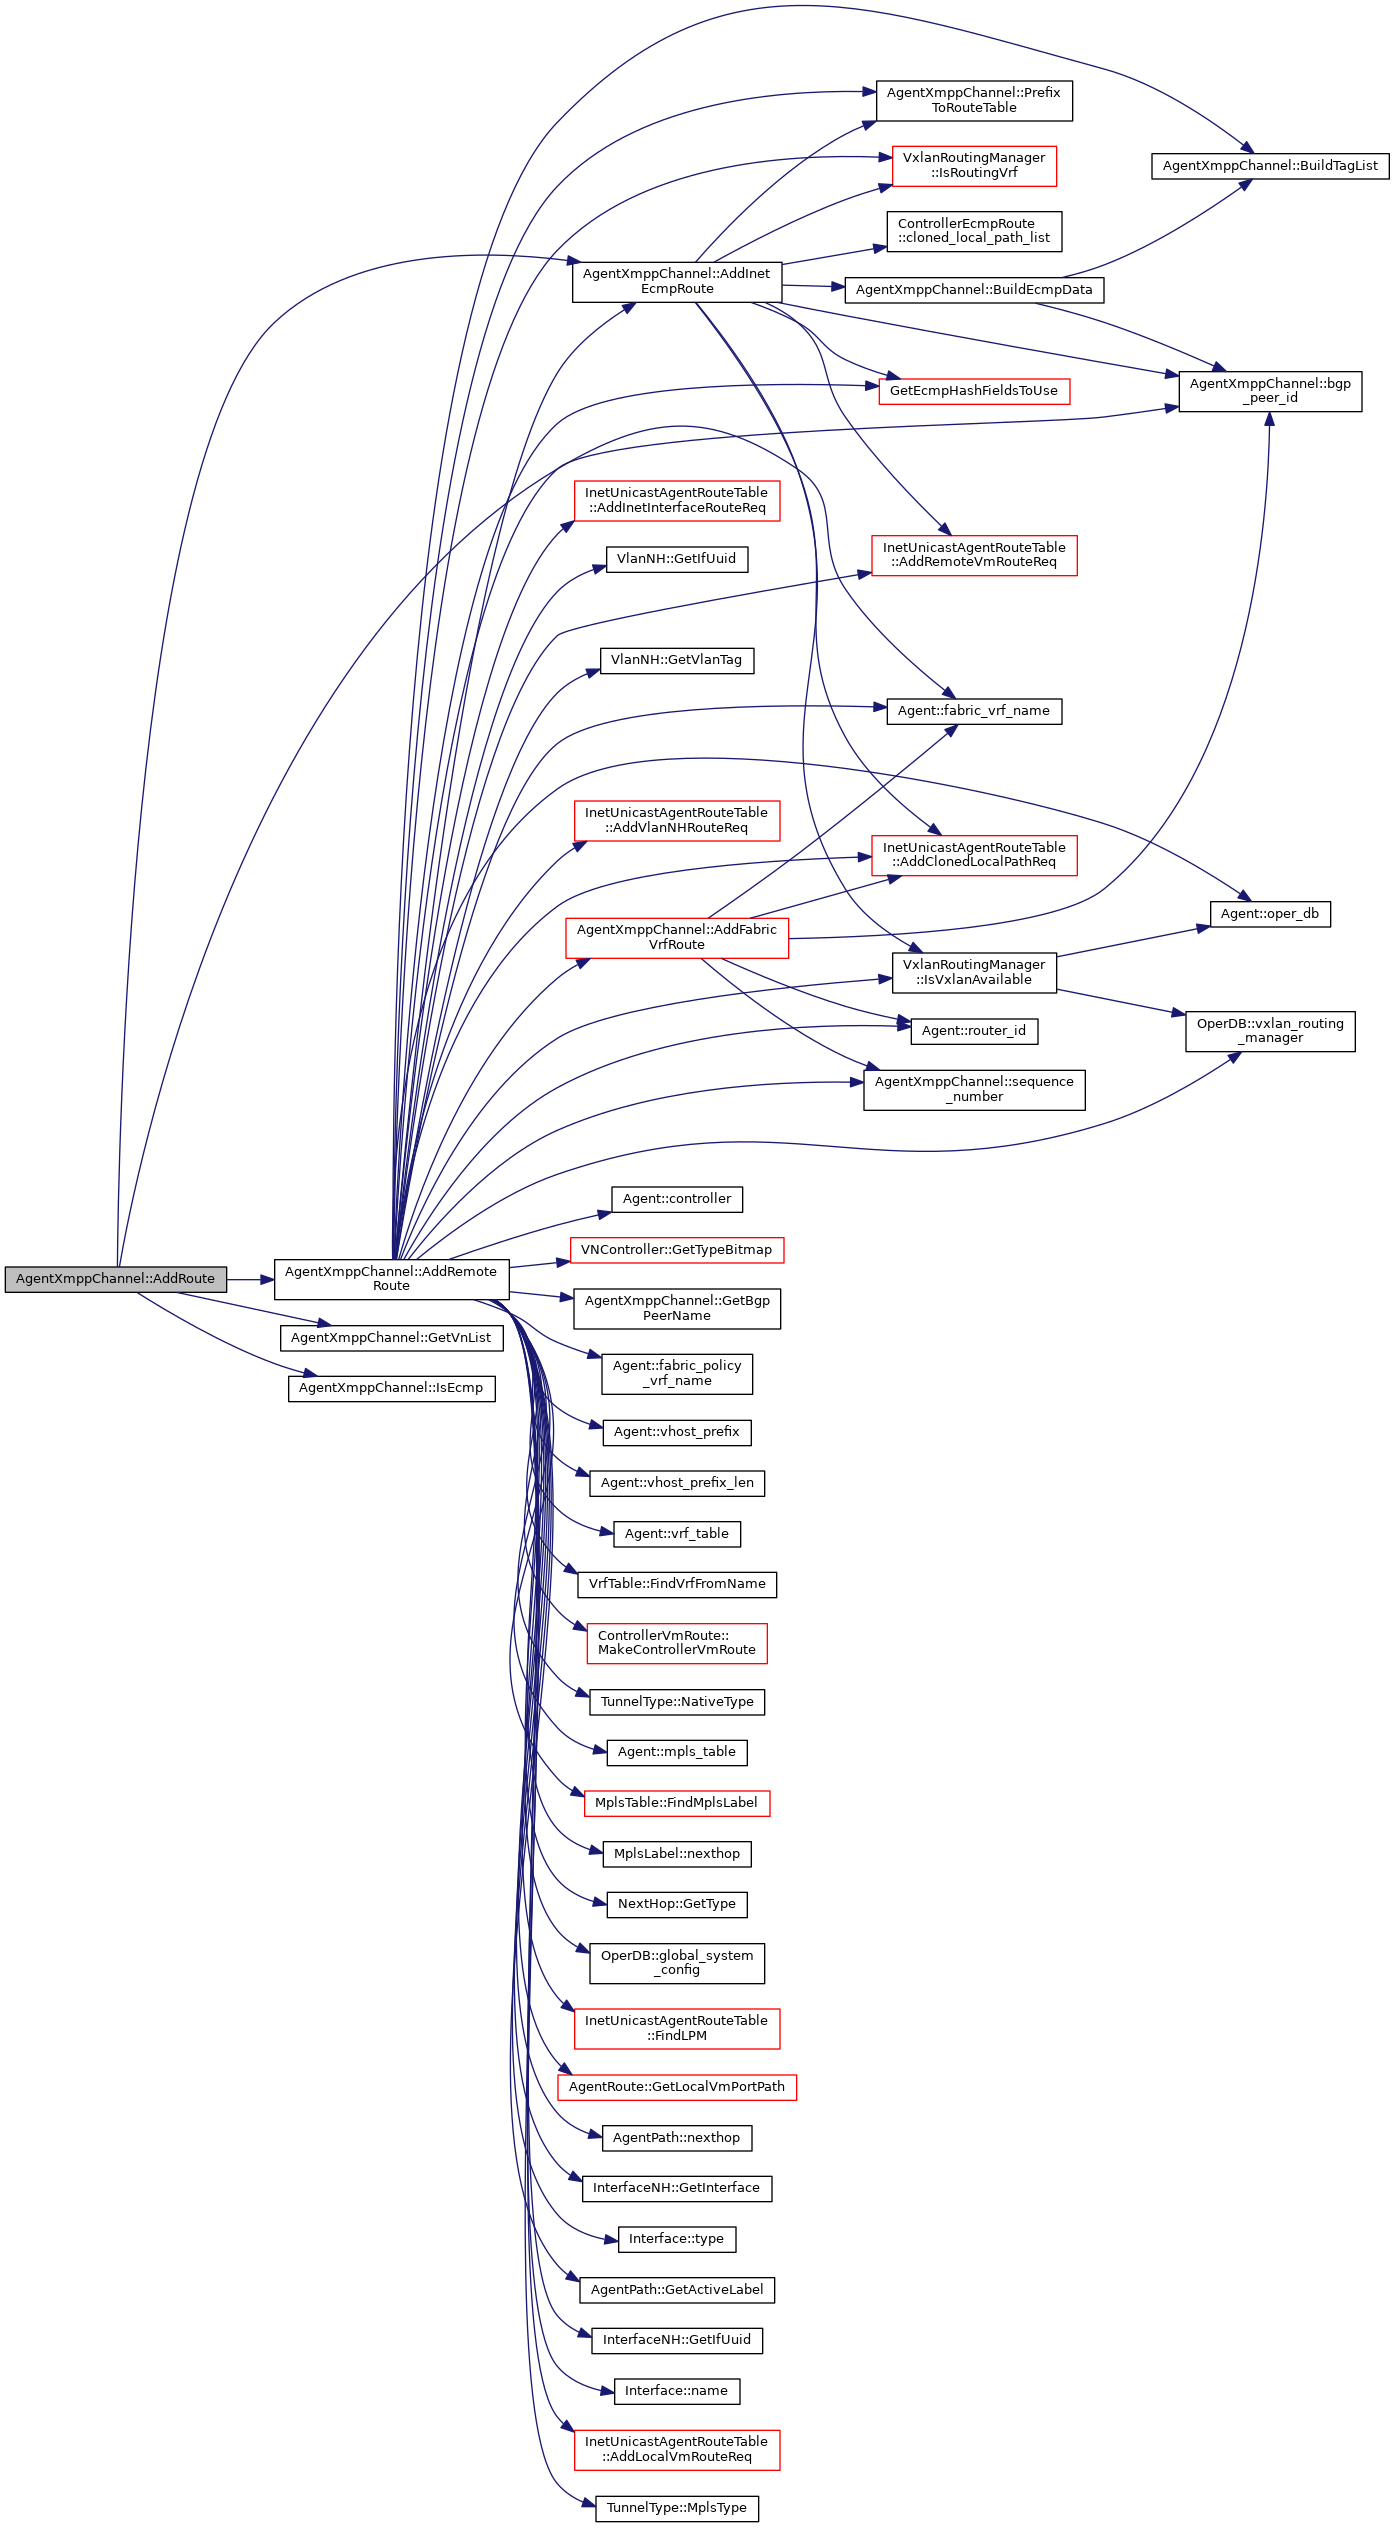 AgentXmppChannel::Prefix
ToRouteTable
VxlanRoutingManager
::IsRoutingVrf
AgentXmppChannel::BuildTagList
ControllerEcmpRoute
::cloned_local_path_list
AgentXmppChannel::AddInet
EcmpRoute
AgentXmppChannel::BuildEcmpData
AgentXmppChannel::bgp
_peer_id
GetEcmpHashFieldsToUse
InetUnicastAgentRouteTable
::AddInetInterfaceRouteReq
VlanNH::GetIfUuid
InetUnicastAgentRouteTable
::AddRemoteVmRouteReq
VlanNH::GetVlanTag
Agent::fabric_vrf_name
InetUnicastAgentRouteTable
::AddVlanNHRouteReq
InetUnicastAgentRouteTable
::AddClonedLocalPathReq
Agent::oper_db
AgentXmppChannel::AddFabric
VrfRoute
VxlanRoutingManager
::IsVxlanAvailable
OperDB::vxlan_routing
_manager
Agent::router_id
AgentXmppChannel::sequence
_number
Agent::controller
VNController::GetTypeBitmap
AgentXmppChannel::AddRoute
AgentXmppChannel::AddRemote
Route
AgentXmppChannel::GetBgp
PeerName
AgentXmppChannel::GetVnList
Agent::fabric_policy
_vrf_name
AgentXmppChannel::IsEcmp
Agent::vhost_prefix
Agent::vhost_prefix_len
Agent::vrf_table
VrfTable::FindVrfFromName
ControllerVmRoute::
MakeControllerVmRoute
TunnelType::NativeType
Agent::mpls_table
MplsTable::FindMplsLabel
MplsLabel::nexthop
NextHop::GetType
OperDB::global_system
_config
InetUnicastAgentRouteTable
::FindLPM
AgentRoute::GetLocalVmPortPath
AgentPath::nexthop
InterfaceNH::GetInterface
Interface::type
AgentPath::GetActiveLabel
InterfaceNH::GetIfUuid
Interface::name
InetUnicastAgentRouteTable
::AddLocalVmRouteReq
TunnelType::MplsType